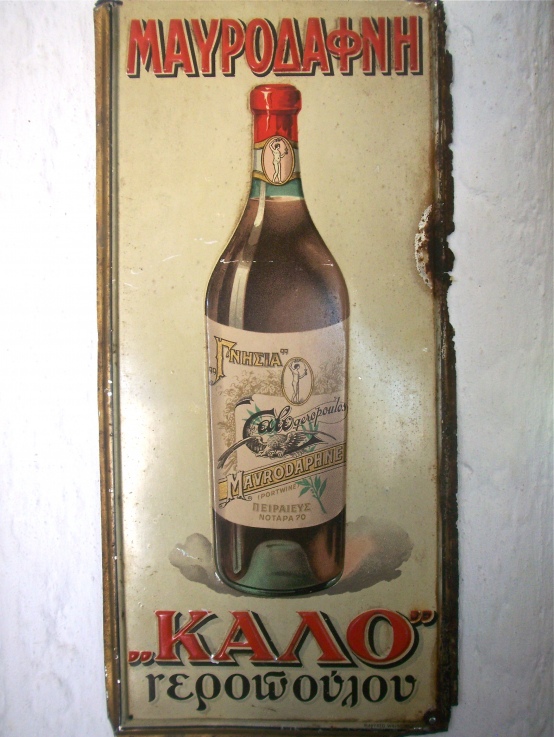 ΜΑΥΡΟΔΑΦΝΗ
„ΓΝΗΣΙΑ“
Calogeropoulos
MAVRODAPHNE
(PORTWINE)
ΠΕΙΡΑΙΕΥΣ
ΝΟΤΑΡΑ 70
„ΚΑΛΟ”
γεροπούλου